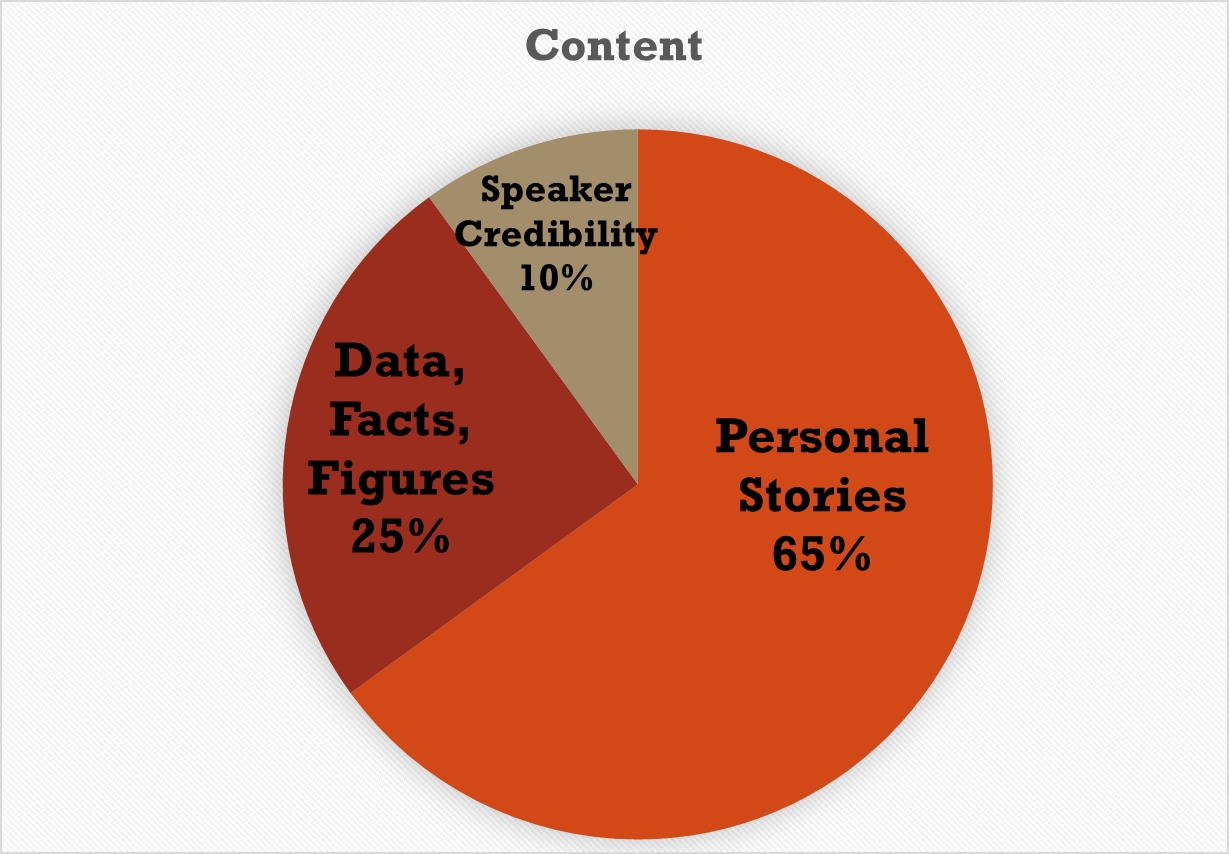 Content
Speaker
Credibility
10%
Data,
Facts,
Figures
25%
Personal
Stories
65%